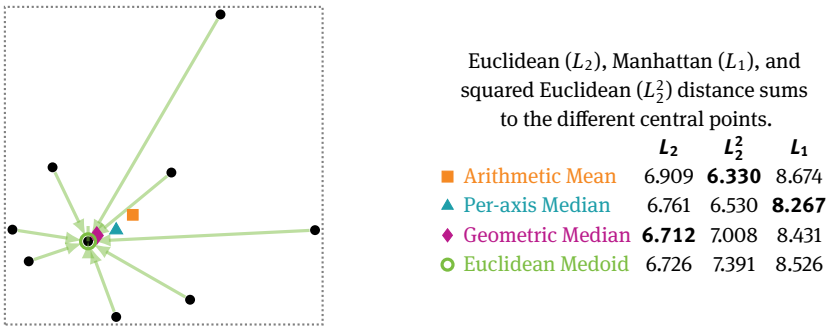 Euclidean (L₂), Manhattan (L₁), and
squared Euclidean (L₂²) distance sums
to the different central points.
L₂ L₂² L₁
Arithmetic Mean 6.909 6.330 8.674
Per-axis Median 6.761 6.530 8.267
Geometric Median 6.712 7.008 8.431
Euclidean Medoid 6.726 7.391 8.526